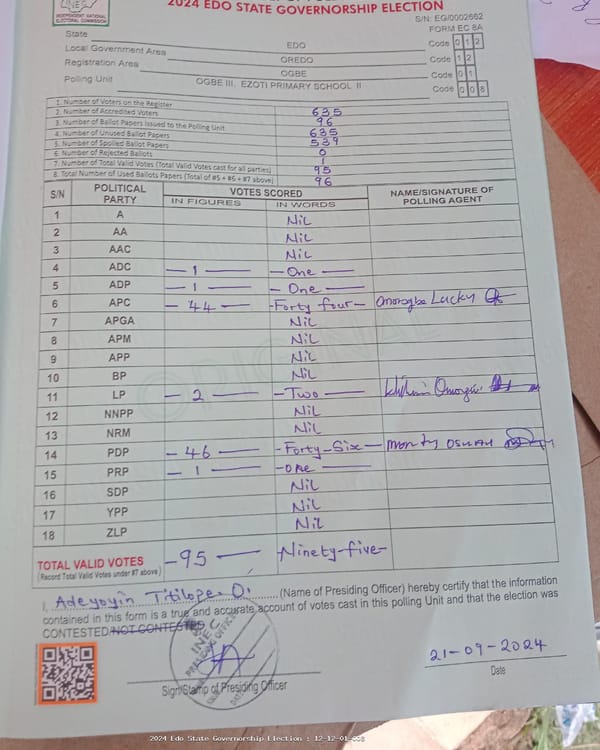 INDEPENDENT NATIONAL ELECTORAL COMMISSION
2024 EDO STATE GOVERNORSHIP ELECTION
S/N: EG/0002662
FORM EC 8A
State EDO Code 0 1 2
Local Government Area OREDO Code 1 2
Registration Area OGBE Code 0 1
Polling Unit OGBE III, EZOTI PRIMARY SCHOOL II Code 0 0 8
1. Number of Voters on the Register 635
2. Number of Accredited Voters 96
3. Number of Ballot Papers Issued to the Polling Unit 635
4. Number of Unused Ballot Papers 539
5. Number of Spoiled Ballot Papers 0
6. Number of Rejected Ballots 1
7. Number of Total Valid Votes (Total Valid Votes cast for all parties) 95
8. Total Number of Used Ballots Papers (Total of #5 + #6 + #7 above) 96
S/N POLITICAL PARTY VOTES SCORED NAME/SIGNATURE OF POLLING AGENT
IN FIGURES IN WORDS
1 A Nil
2 AA Nil
3 AAC Nil
4 ADC - 1 - - One -
5 ADP - 1 - - One -
6 APC - 44 - - Forty four - Omorogbe Lucky
7 APGA Nil
8 APM Nil
9 APP Nil
10 BP Nil
11 LP - 2 - - Two -
12 NNPP Nil
13 NRM Nil
14 PDP - 46 - - Forty-Six - Monty
15 PRP - 1 - - One -
16 SDP Nil
17 YPP Nil
18 ZLP Nil
TOTAL VALID VOTES - 95 - Ninety-five-
(Record Total Valid Votes under #7 above)
I, Adeyoyin Titilope O. (Name of Presiding Officer) hereby certify that the information
contained in this form is a true and accurate account of votes cast in this polling Unit and that the election was
CONTESTED/NOT CONTESTED
INEC
PRESIDING OFFICER
DATE
21-09-2024
Sign/Stamp of Presiding Officer
Date
ORIGINAL
2024 Edo State Governorship Election : 12-12-01-008